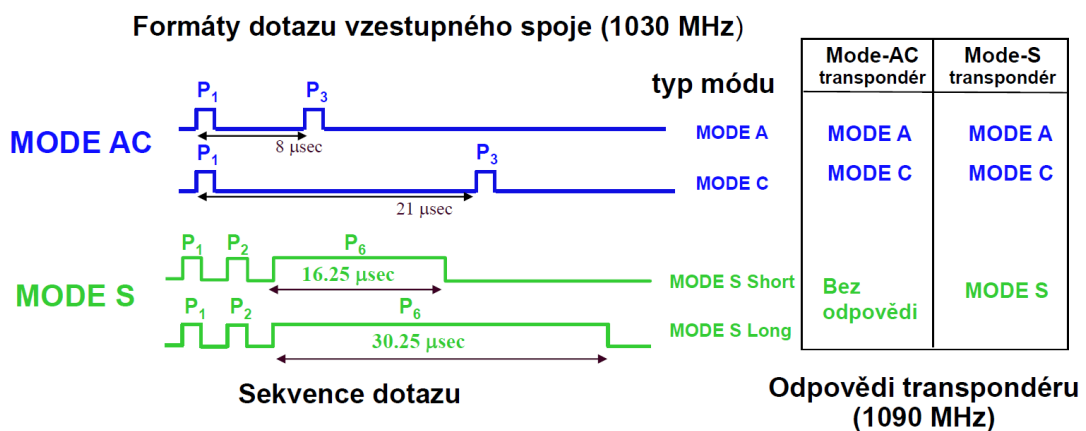 Formáty dotazu vzestupného spoje (1030 MHz)
typ módu
Mode-AC
transpondér
Mode-S
transpondér
MODE AC
P1 P3
8 μsec
MODE A
MODE A
MODE A
P1 P3
21 μsec
MODE C
MODE C
MODE C
MODE S
P1 P2 P6
16.25 μsec
MODE S Short
Bez
odpovědi
MODE S
P1 P2 P6
30.25 μsec
MODE S Long
Sekvence dotazu
Odpovědi transpondéru
(1090 MHz)